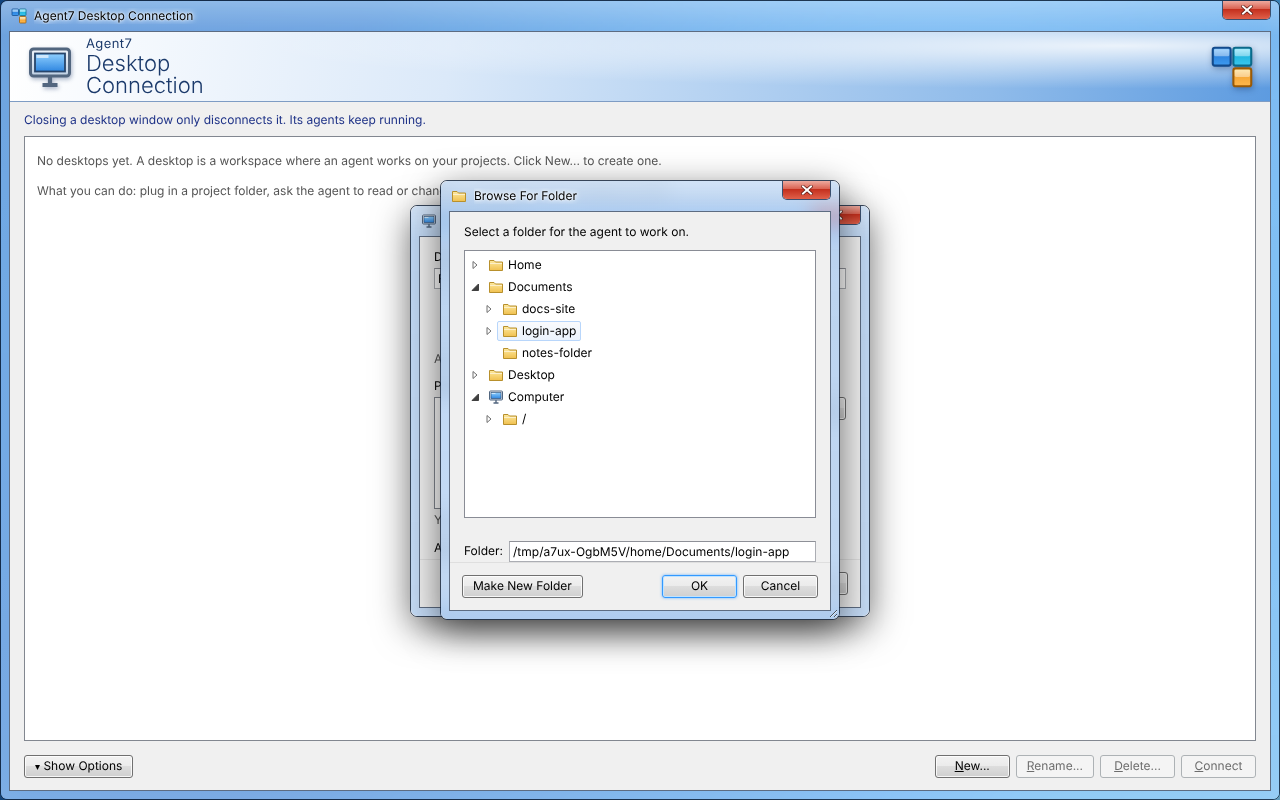 Agent7 Desktop Connection
Agent7
Desktop
Connection
Closing a desktop window only disconnects it. Its agents keep running.
No desktops yet. A desktop is a workspace where an agent works on your projects. Click New... to create one.
What you can do: plug in a project folder, ask the agent to read or
Browse For Folder
Select a folder for the agent to work on.
Home
Documents
docs-site
login-app
notes-folder
Desktop
Computer
/
Folder: /tmp/a7ux-OgbM5V/home/Documents/login-app
Make New Folder
OK
Cancel
▾ Show Options
New...
Rename...
Delete...
Connect